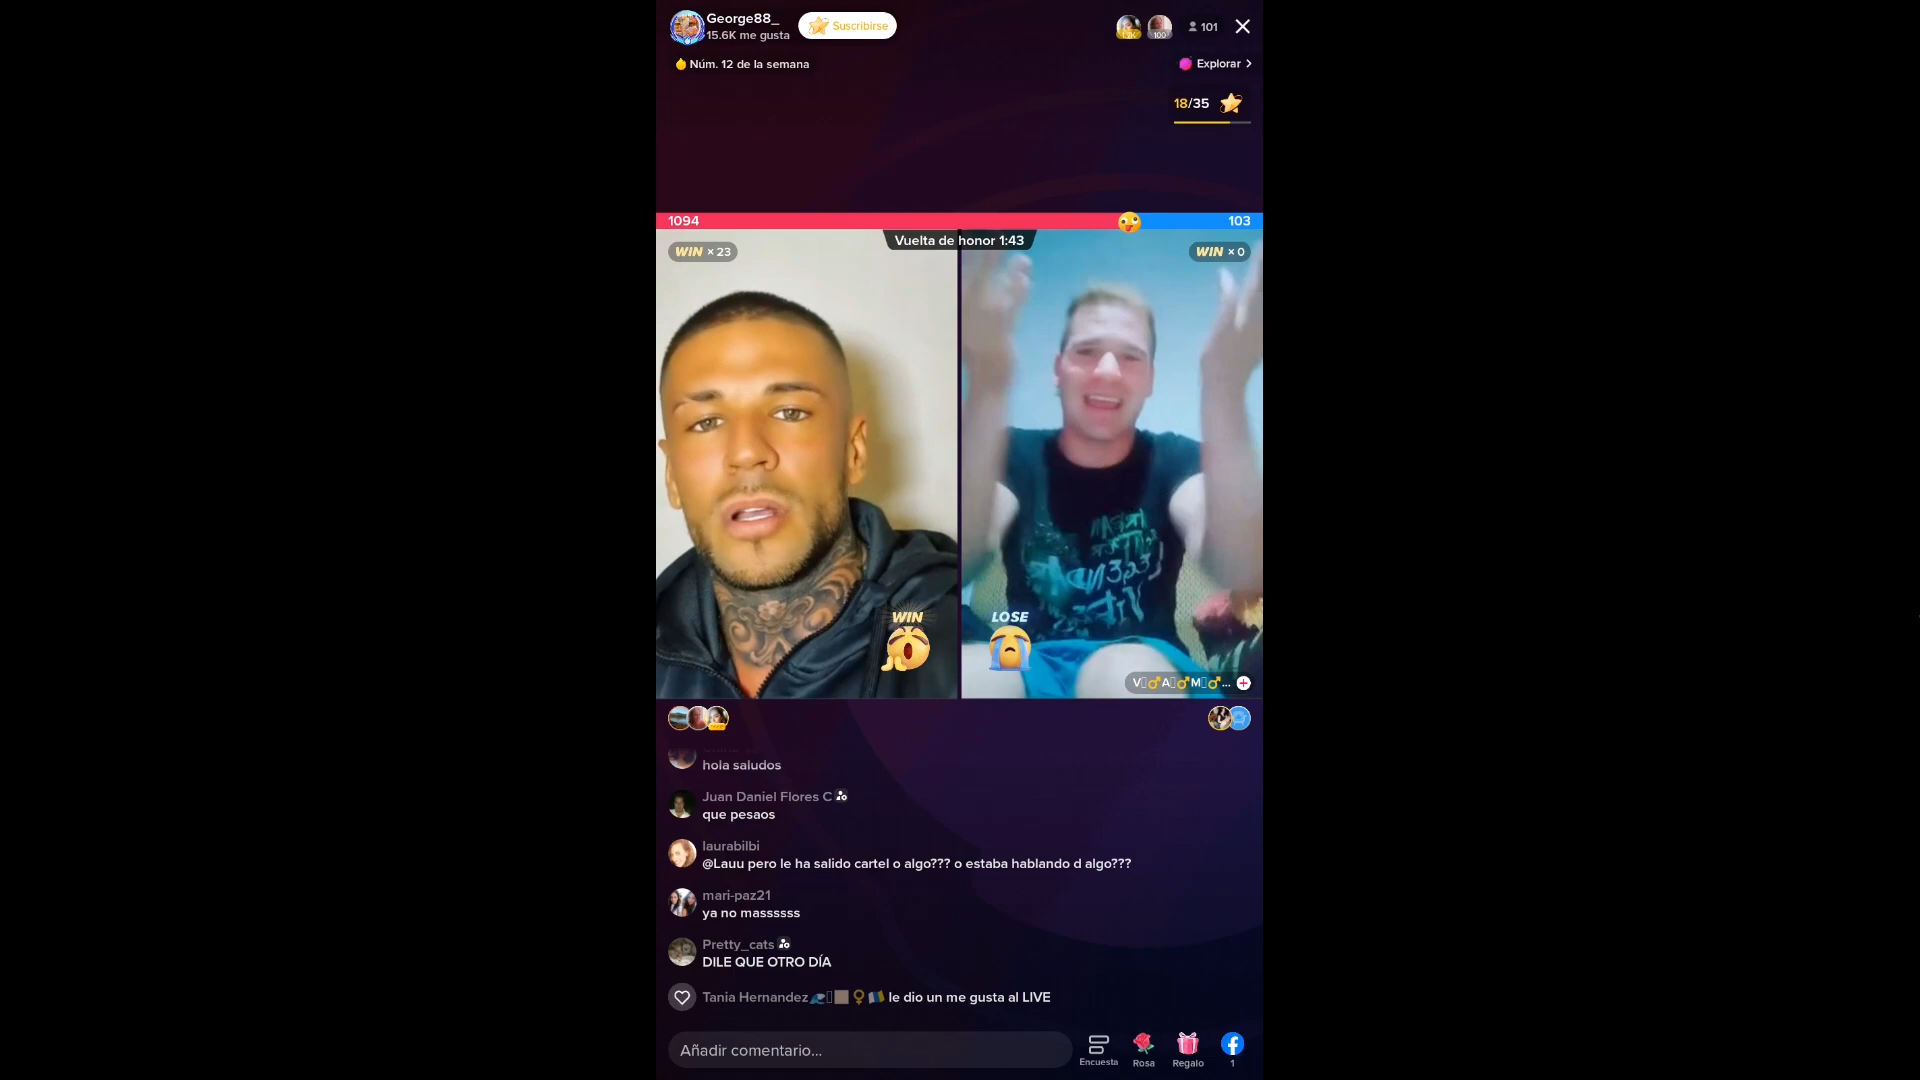 George88_
15.6K me gusta
Suscribirse
100
101
Núm. 12 de la semana
Explorar
18/35
1094
103
Vuelta de honor 1:43
WIN × 23
WIN × 0
WIN
LOSE
hola saludos
Juan Daniel Flores C
que pesaos
laurabilbi
@Lauu pero le ha salido cartel o algo??? o estaba hablando d algo???
mari-paz21
ya no massssss
Pretty_cats
DILE QUE OTRO DÍA
Tania Hernandez le dio un me gusta al LIVE
Añadir comentario...
Encuesta
Rosa
Regalo
1